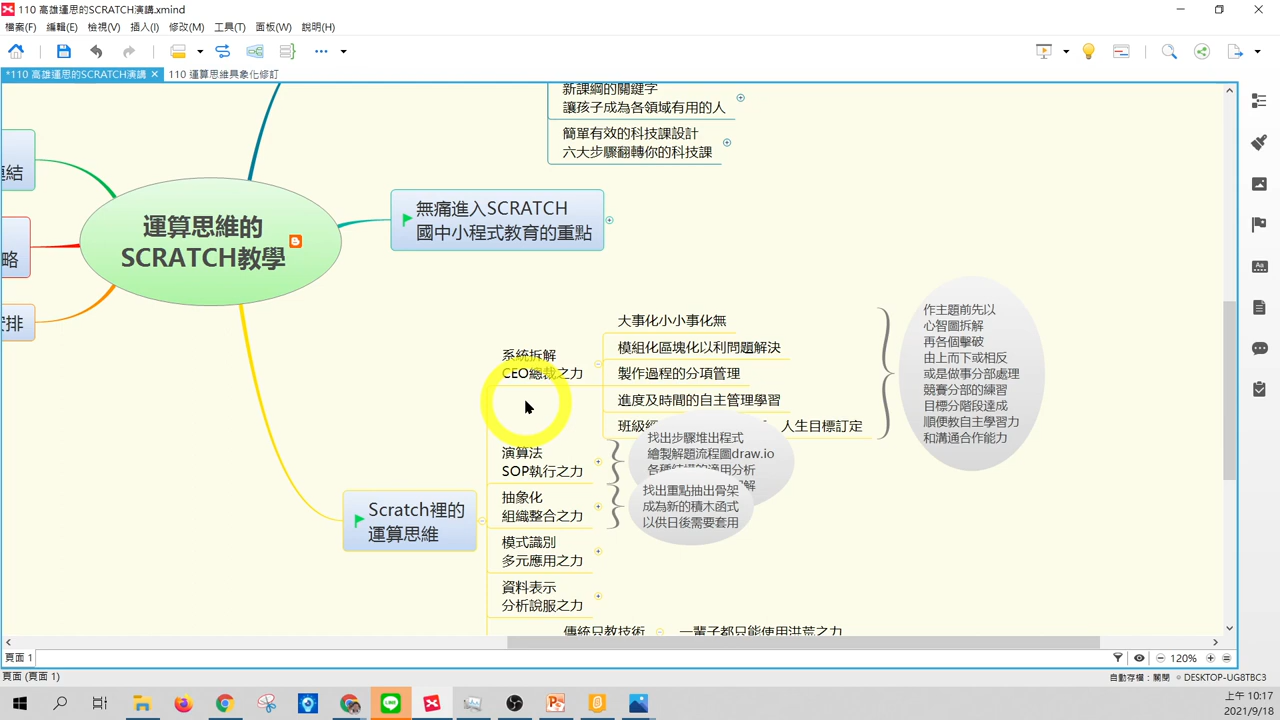 110 高雄運思的SCRATCH演講.xmind
檔案(F) 編輯(E) 檢視(V) 插入(I) 修改(M) 工具(T) 面板(W) 說明(H)
*110 高雄運思的SCRATCH演講
110 運算思維具象化修訂
新課綱的關鍵字
讓孩子成為各領域有用的人
簡單有效的科技課設計
六大步驟翻轉你的科技課
連結
略
安排
運算思維的
SCRATCH教學
無痛進入SCRATCH
國中小程式教育的重點
Scratch裡的
運算思維
系統拆解
CEO總裁之力
大事化小小事化無
模組化區塊化以利問題解決
製作過程的分項管理
進度及時間的自主管理學習
班級經
人生目標訂定
作主題前先以
心智圖拆解
再各個擊破
由上而下或相反
或是做事分部處理
競賽分部的練習
目標分階段達成
順便教自主學習力
和溝通合作能力
演算法
SOP執行之力
找出步驟堆出程式
繪製解題流程圖draw.io
各種結構的適用分析
解
抽象化
組織整合之力
找出重點抽出骨架
成為新的積木函式
以供日後需要套用
模式識別
多元應用之力
資料表示
分析說服之力
傳統只教技術
一輩子都只能使用洪荒之力
頁面 1
120%
頁面 (頁面 1)
自動存檔：關閉
DESKTOP-UG8TBC3
上午 10:17
2021/9/18